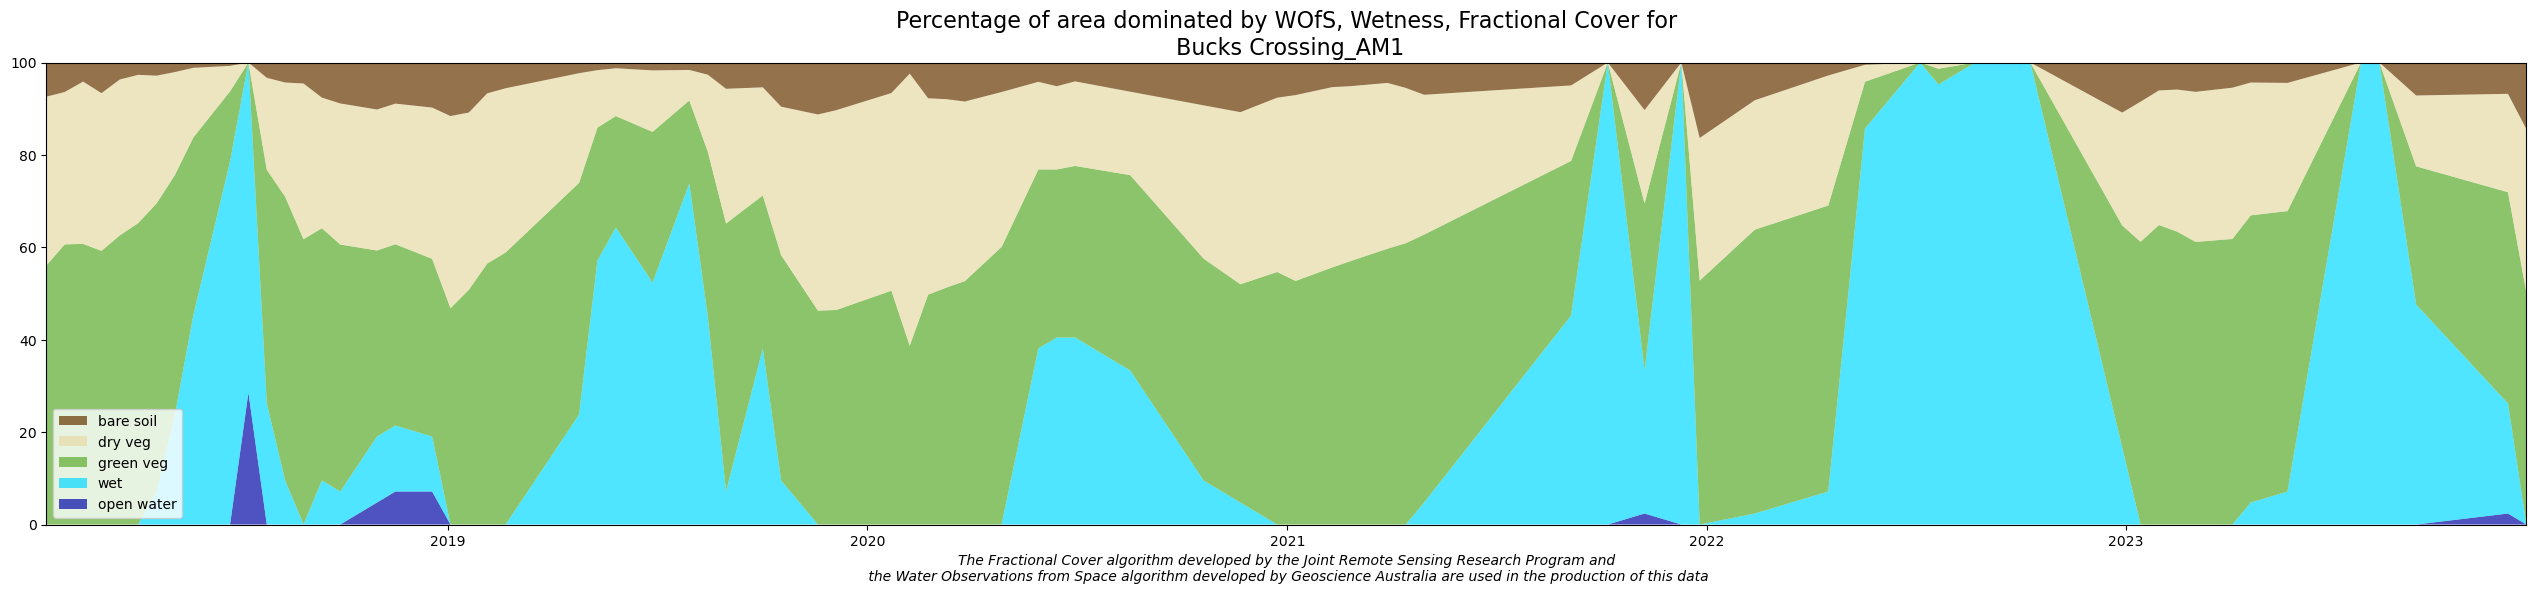 Percentage of area dominated by WOfS, Wetness, Fractional Cover for
Bucks Crossing_AM1
100
80
60
40
20
0
bare soil
dry veg
green veg
wet
open water
2019
2020
2021
2022
2023
The Fractional Cover algorithm developed by the Joint Remote Sensing Research Program and
the Water Observations from Space algorithm developed by Geoscience Australia are used in the production of this data